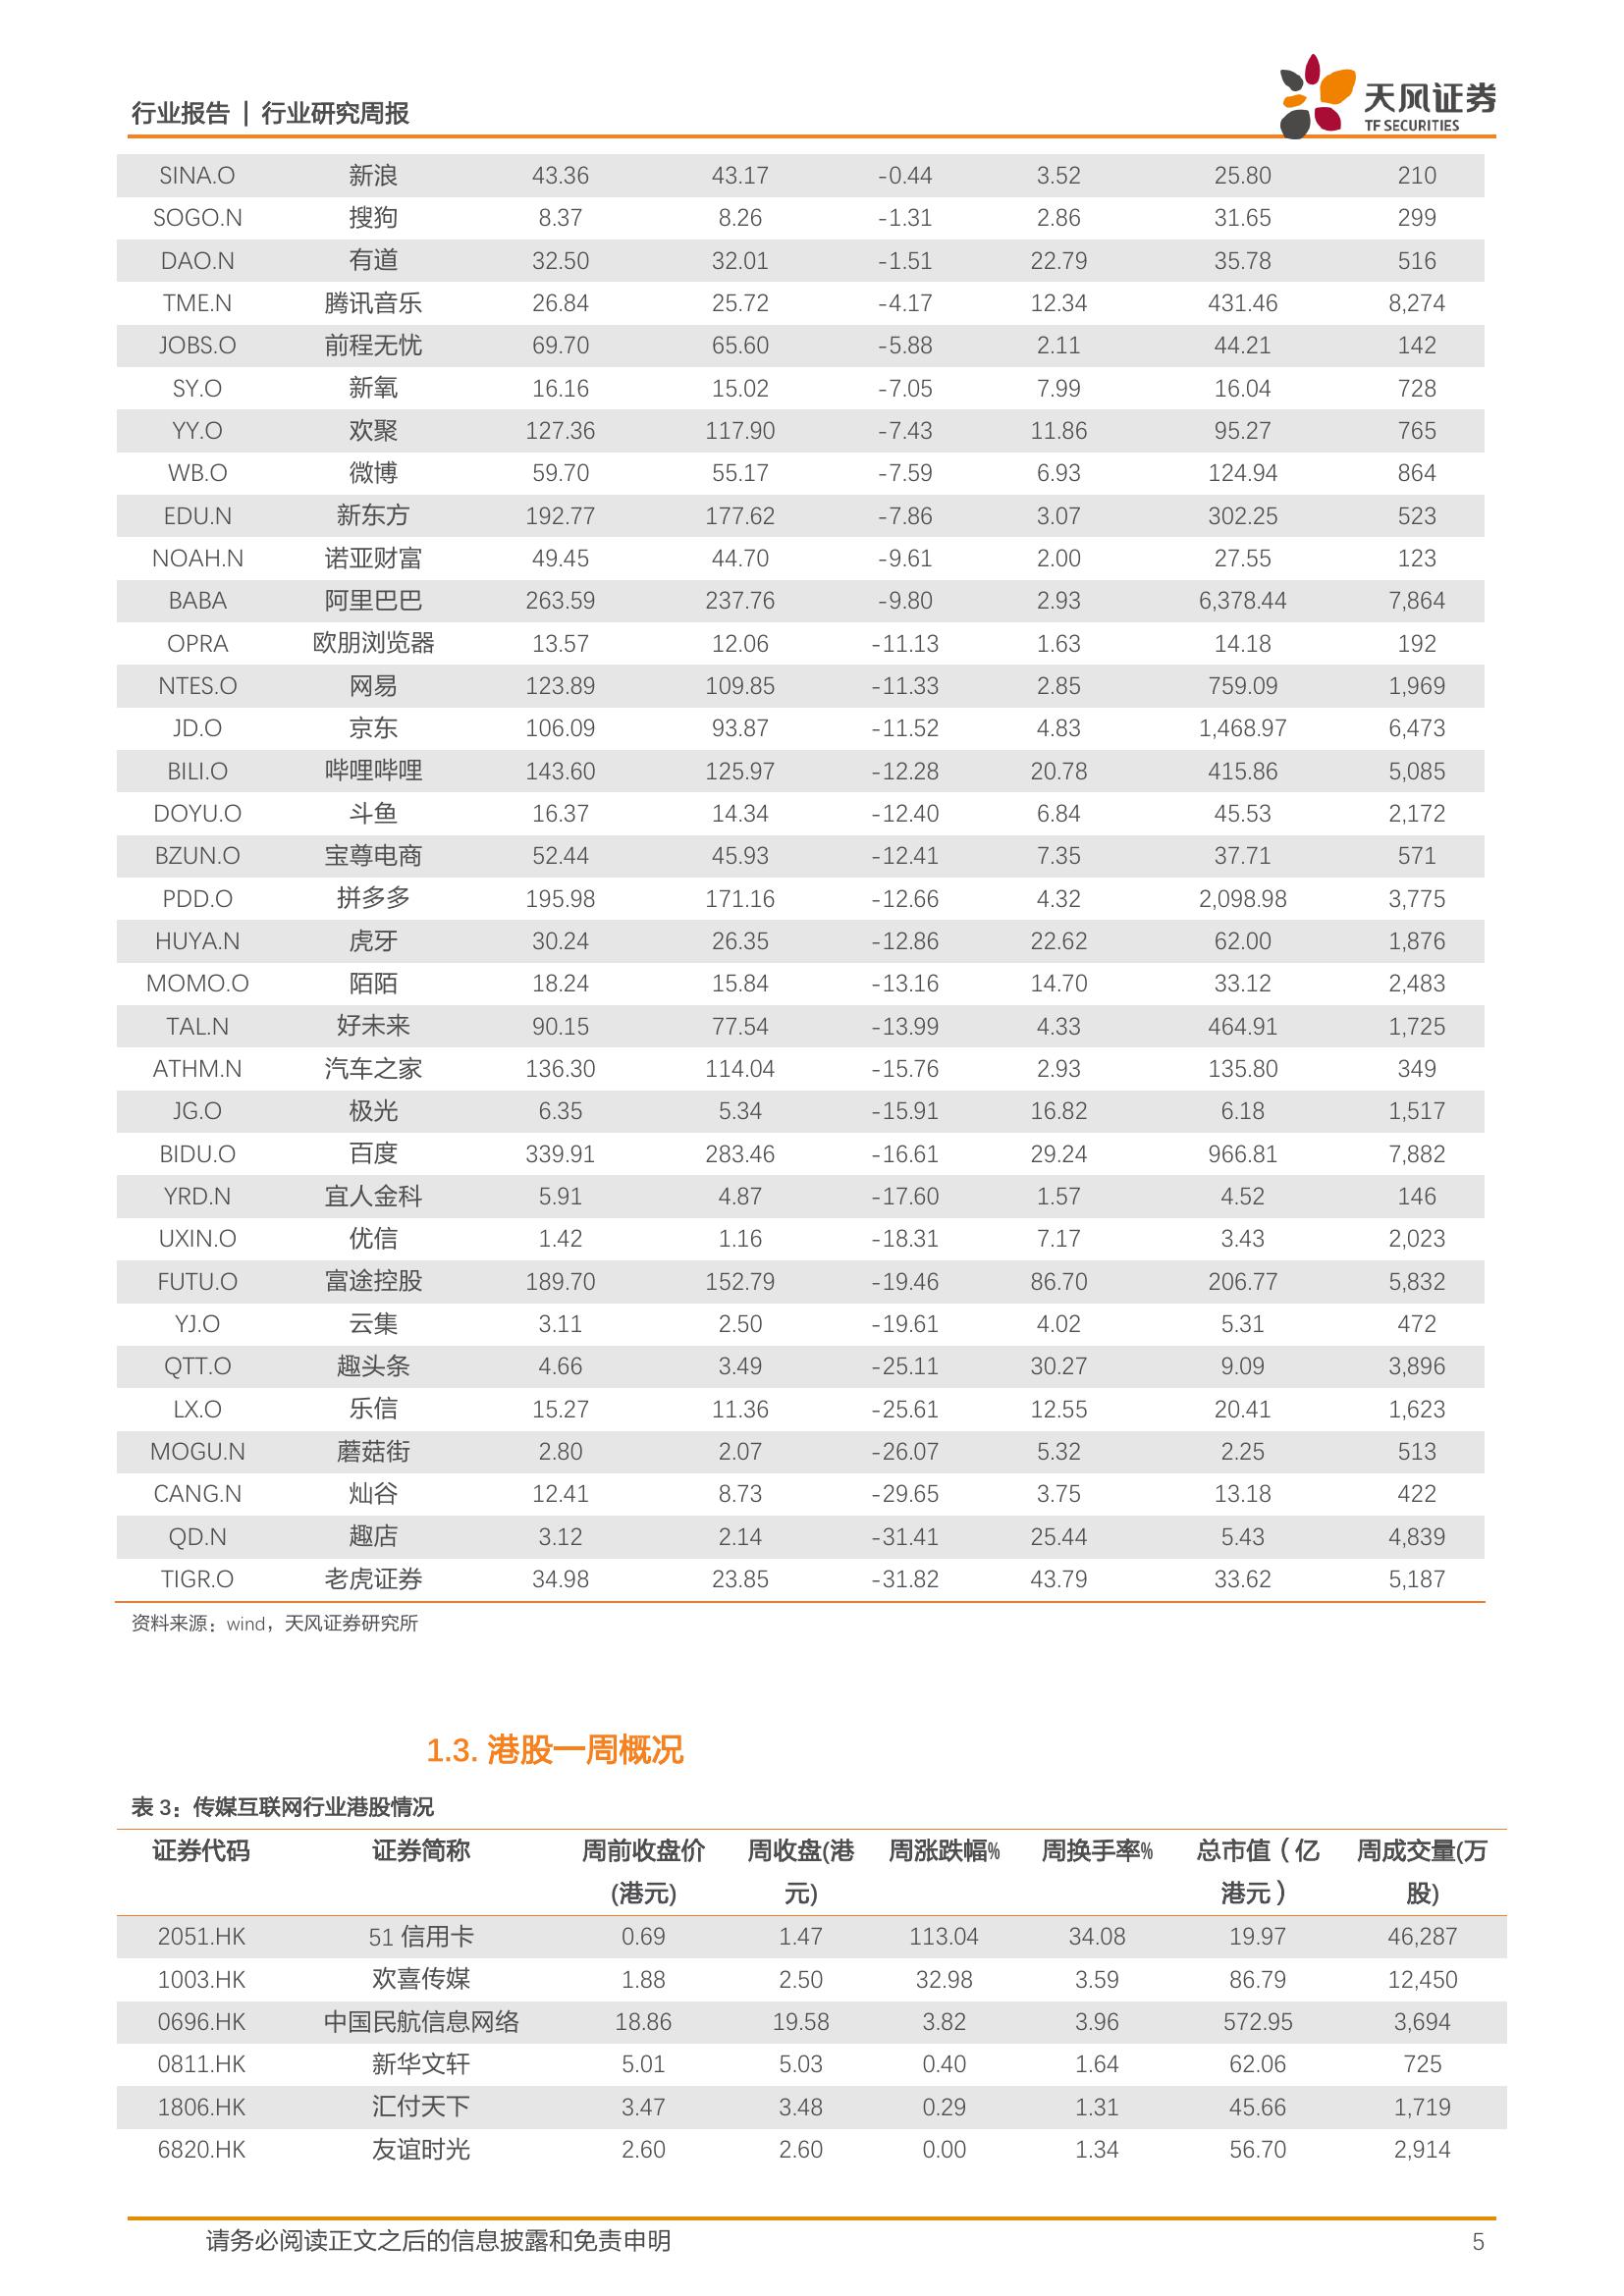 行业报告 | 行业研究周报
天风证券
TF SECURITIES
SINA.O 新浪 43.36 43.17 -0.44 3.52 25.80 210
SOGO.N 搜狗 8.37 8.26 -1.31 2.86 31.65 299
DAO.N 有道 32.50 32.01 -1.51 22.79 35.78 516
TME.N 腾讯音乐 26.84 25.72 -4.17 12.34 431.46 8,274
JOBS.O 前程无忧 69.70 65.60 -5.88 2.11 44.21 142
SY.O 新氧 16.16 15.02 -7.05 7.99 16.04 728
YY.O 欢聚 127.36 117.90 -7.43 11.86 95.27 765
WB.O 微博 59.70 55.17 -7.59 6.93 124.94 864
EDU.N 新东方 192.77 177.62 -7.86 3.07 302.25 523
NOAH.N 诺亚财富 49.45 44.70 -9.61 2.00 27.55 123
BABA 阿里巴巴 263.59 237.76 -9.80 2.93 6,378.44 7,864
OPRA 欧朋浏览器 13.57 12.06 -11.13 1.63 14.18 192
NTES.O 网易 123.89 109.85 -11.33 2.85 759.09 1,969
JD.O 京东 106.09 93.87 -11.52 4.83 1,468.97 6,473
BILI.O 哔哩哔哩 143.60 125.97 -12.28 20.78 415.86 5,085
DOYU.O 斗鱼 16.37 14.34 -12.40 6.84 45.53 2,172
BZUN.O 宝尊电商 52.44 45.93 -12.41 7.35 37.71 571
PDD.O 拼多多 195.98 171.16 -12.66 4.32 2,098.98 3,775
HUYA.N 虎牙 30.24 26.35 -12.86 22.62 62.00 1,876
MOMO.O 陌陌 18.24 15.84 -13.16 14.70 33.12 2,483
TAL.N 好未来 90.15 77.54 -13.99 4.33 464.91 1,725
ATHM.N 汽车之家 136.30 114.04 -15.76 2.93 135.80 349
JG.O 极光 6.35 5.34 -15.91 16.82 6.18 1,517
BIDU.O 百度 339.91 283.46 -16.61 29.24 966.81 7,882
YRD.N 宜人金科 5.91 4.87 -17.60 1.57 4.52 146
UXIN.O 优信 1.42 1.16 -18.31 7.17 3.43 2,023
FUTU.O 富途控股 189.70 152.79 -19.46 86.70 206.77 5,832
YJ.O 云集 3.11 2.50 -19.61 4.02 5.31 472
QTT.O 趣头条 4.66 3.49 -25.11 30.27 9.09 3,896
LX.O 乐信 15.27 11.36 -25.61 12.55 20.41 1,623
MOGU.N 蘑菇街 2.80 2.07 -26.07 5.32 2.25 513
CANG.N 灿谷 12.41 8.73 -29.65 3.75 13.18 422
QD.N 趣店 3.12 2.14 -31.41 25.44 5.43 4,839
TIGR.O 老虎证券 34.98 23.85 -31.82 43.79 33.62 5,187
资料来源：wind，天风证券研究所
1.3. 港股一周概况
表 3：传媒互联网行业港股情况
证券代码 证券简称 周前收盘价 周收盘(港 周涨跌幅% 周换手率% 总市值（亿 周成交量(万
(港元) 元) 港元） 股)
2051.HK 51 信用卡 0.69 1.47 113.04 34.08 19.97 46,287
1003.HK 欢喜传媒 1.88 2.50 32.98 3.59 86.79 12,450
0696.HK 中国民航信息网络 18.86 19.58 3.82 3.96 572.95 3,694
0811.HK 新华文轩 5.01 5.03 0.40 1.64 62.06 725
1806.HK 汇付天下 3.47 3.48 0.29 1.31 45.66 1,719
6820.HK 友谊时光 2.60 2.60 0.00 1.34 56.70 2,914
请务必阅读正文之后的信息披露和免责申明 5